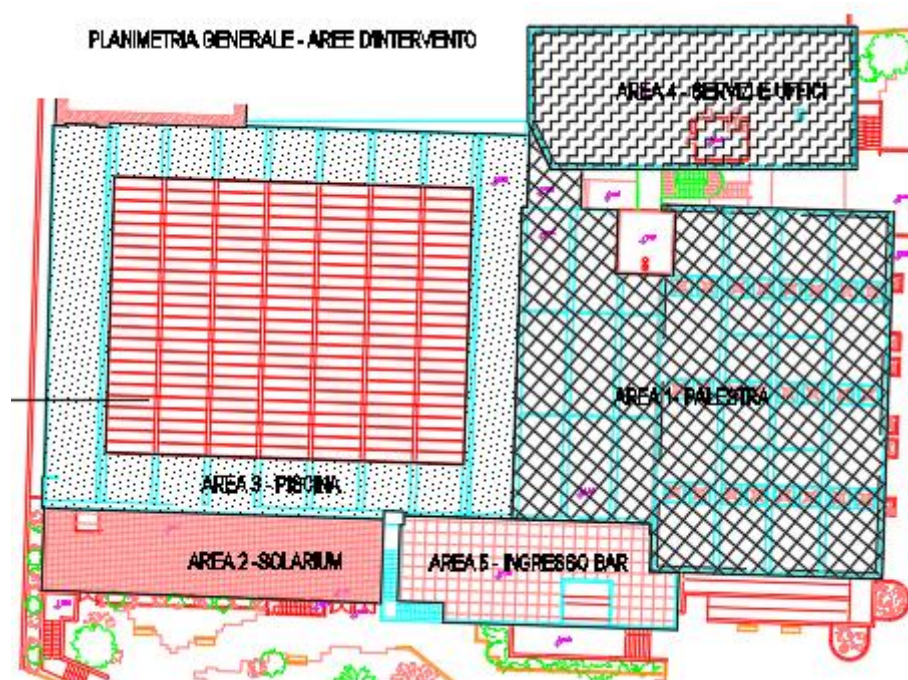 PLANIMETRIA GENERALE - AREE D'INTERVENTO
AREA 4 - SERVIZI E UFFICI
AREA 1 - PALESTRA
AREA 3 - PISCINA
AREA 2 - SOLARIUM
AREA 5 - INGRESSO BAR